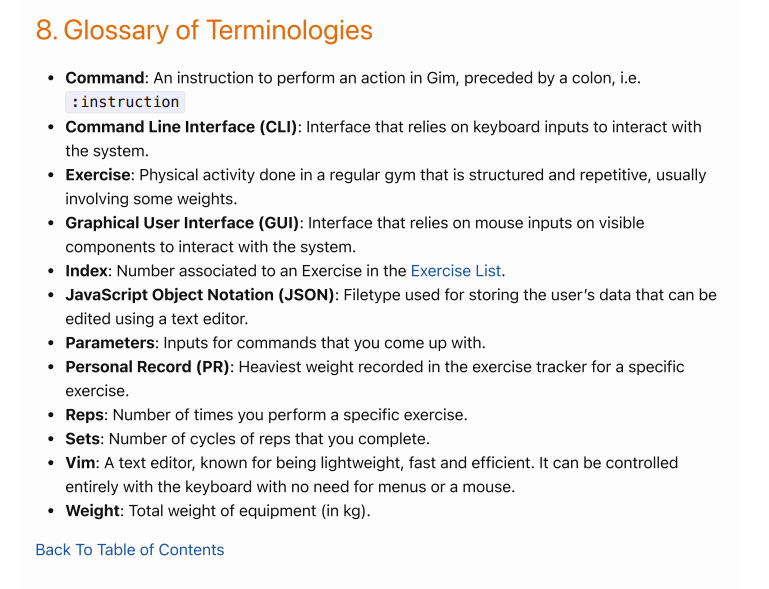 8. Glossary of Terminologies
• Command: An instruction to perform an action in Gim, preceded by a colon, i.e.
:instruction
• Command Line Interface (CLI): Interface that relies on keyboard inputs to interact with
the system.
• Exercise: Physical activity done in a regular gym that is structured and repetitive, usually
involving some weights.
• Graphical User Interface (GUI): Interface that relies on mouse inputs on visible
components to interact with the system.
• Index: Number associated to an Exercise in the Exercise List.
• JavaScript Object Notation (JSON): Filetype used for storing the user’s data that can be
edited using a text editor.
• Parameters: Inputs for commands that you come up with.
• Personal Record (PR): Heaviest weight recorded in the exercise tracker for a specific
exercise.
• Reps: Number of times you perform a specific exercise.
• Sets: Number of cycles of reps that you complete.
• Vim: A text editor, known for being lightweight, fast and efficient. It can be controlled
entirely with the keyboard with no need for menus or a mouse.
• Weight: Total weight of equipment (in kg).
Back To Table of Contents